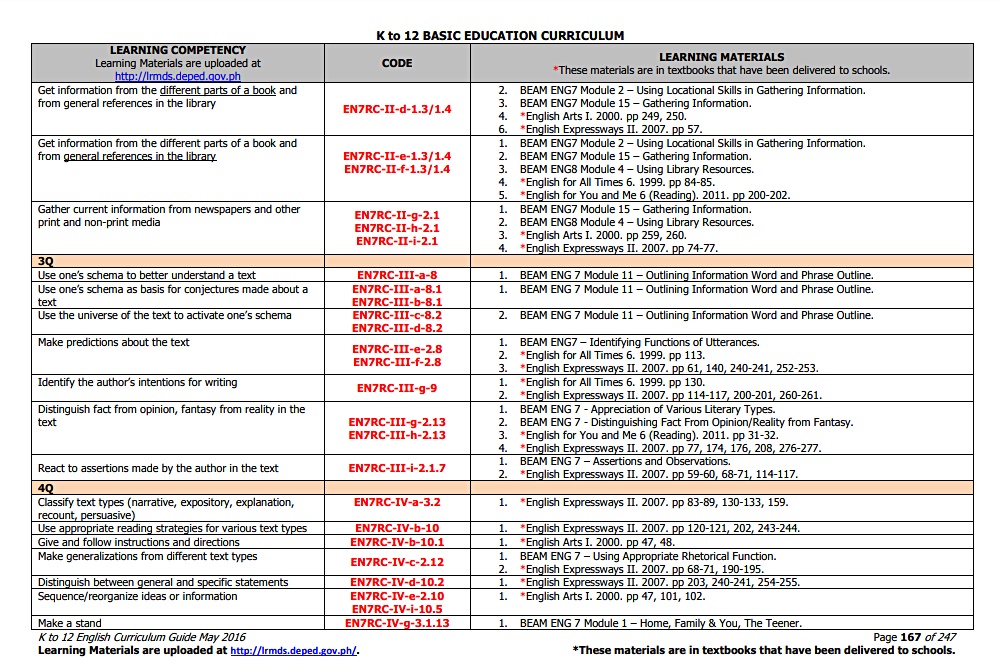 K to 12 BASIC EDUCATION CURRICULUM
LEARNING COMPETENCY
Learning Materials are uploaded at
http://lrmds.deped.gov.ph
CODE
LEARNING MATERIALS
*These materials are in textbooks that have been delivered to schools.
Get information from the different parts of a book and
from general references in the library
EN7RC-II-d-1.3/1.4
2. BEAM ENG7 Module 2 – Using Locational Skills in Gathering Information.
3. BEAM ENG7 Module 15 – Gathering Information.
4. *English Arts I. 2000. pp 249, 250.
6. *English Expressways II. 2007. pp 57.
Get information from the different parts of a book and
from general references in the library
EN7RC-II-e-1.3/1.4
EN7RC-II-f-1.3/1.4
1. BEAM ENG7 Module 2 – Using Locational Skills in Gathering Information.
2. BEAM ENG7 Module 15 – Gathering Information.
3. BEAM ENG8 Module 4 – Using Library Resources.
4. *English for All Times 6. 1999. pp 84-85.
5. *English for You and Me 6 (Reading). 2011. pp 200-202.
Gather current information from newspapers and other
print and non-print media
EN7RC-II-g-2.1
EN7RC-II-h-2.1
EN7RC-II-i-2.1
1. BEAM ENG7 Module 15 – Gathering Information.
2. BEAM ENG8 Module 4 – Using Library Resources.
3. *English Arts I. 2000. pp 259, 260.
4. *English Expressways II. 2007. pp 74-77.
3Q
Use one's schema to better understand a text
EN7RC-III-a-8
1. BEAM ENG 7 Module 11 – Outlining Information Word and Phrase Outline.
Use one's schema as basis for conjectures made about a
text
EN7RC-III-a-8.1
EN7RC-III-b-8.1
1. BEAM ENG 7 Module 11 – Outlining Information Word and Phrase Outline.
Use the universe of the text to activate one's schema
EN7RC-III-c-8.2
EN7RC-III-d-8.2
2. BEAM ENG 7 Module 11 – Outlining Information Word and Phrase Outline.
Make predictions about the text
EN7RC-III-e-2.8
EN7RC-III-f-2.8
1. BEAM ENG7 – Identifying Functions of Utterances.
2. *English for All Times 6. 1999. pp 113.
3. *English Expressways II. 2007. pp 61, 140, 240-241, 252-253.
Identify the author's intentions for writing
EN7RC-III-g-9
1. *English for All Times 6. 1999. pp 130.
2. *English Expressways II. 2007. pp 114-117, 200-201, 260-261.
Distinguish fact from opinion, fantasy from reality in the
text
EN7RC-III-g-2.13
EN7RC-III-h-2.13
1. BEAM ENG 7 - Appreciation of Various Literary Types.
2. BEAM ENG 7 - Distinguishing Fact From Opinion/Reality from Fantasy.
3. *English for You and Me 6 (Reading). 2011. pp 31-32.
4. *English Expressways II. 2007. pp 77, 174, 176, 208, 276-277.
React to assertions made by the author in the text
EN7RC-III-i-2.1.7
1. BEAM ENG 7 – Assertions and Observations.
2. *English Expressways II. 2007. pp 59-60, 68-71, 114-117.
4Q
Classify text types (narrative, expository, explanation,
recount, persuasive)
EN7RC-IV-a-3.2
1. *English Expressways II. 2007. pp 83-89, 130-133, 159.
Use appropriate reading strategies for various text types
EN7RC-IV-b-10
1. *English Expressways II. 2007. pp 120-121, 202, 243-244.
Give and follow instructions and directions
EN7RC-IV-b-10.1
1. *English Arts I. 2000. pp 47, 48.
Make generalizations from different text types
EN7RC-IV-c-2.12
1. BEAM ENG 7 – Using Appropriate Rhetorical Function.
2. *English Expressways II. 2007. pp 68-71, 190-195.
Distinguish between general and specific statements
EN7RC-IV-d-10.2
1. *English Expressways II. 2007. pp 203, 240-241, 254-255.
Sequence/reorganize ideas or information
EN7RC-IV-e-2.10
EN7RC-IV-i-10.5
1. *English Arts I. 2000. pp 47, 101, 102.
Make a stand
EN7RC-IV-g-3.1.13
1. BEAM ENG 7 Module 1 – Home, Family & You, The Teener.
K to 12 English Curriculum Guide May 2016
Page 167 of 247
Learning Materials are uploaded at http://lrmds.deped.gov.ph/.
*These materials are in textbooks that have been delivered to schools.